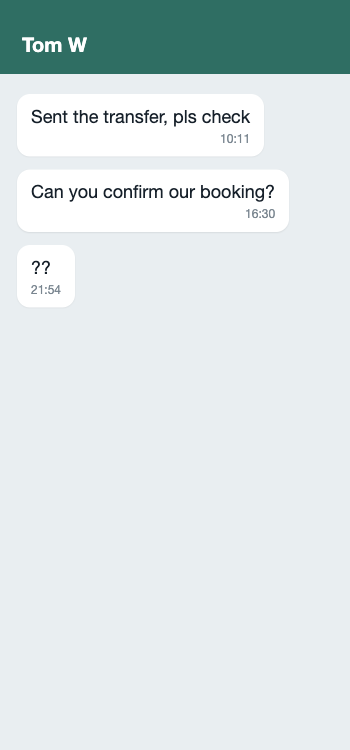 Tom W
Sent the transfer, pls check
10:11
Can you confirm our booking?
16:30
??
21:54